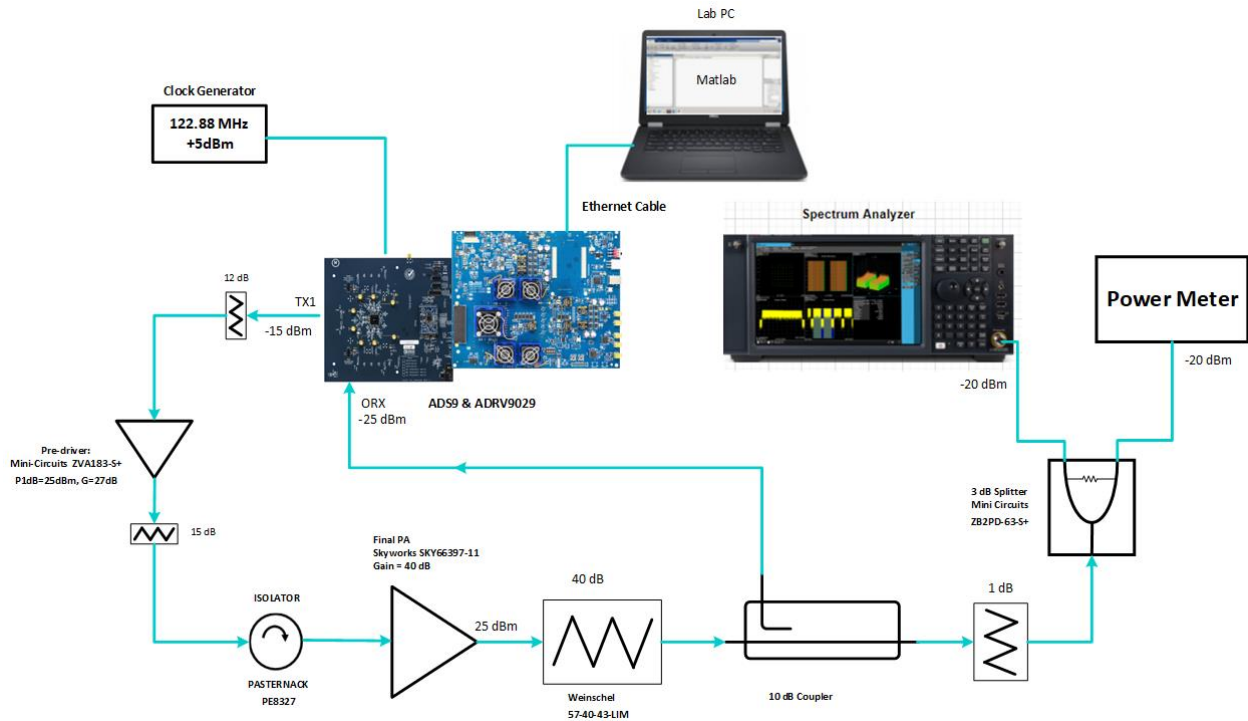 Lab PC
Matlab
Clock Generator
122.88 MHz
+5dBm
Ethernet Cable
Spectrum Analyzer
12 dB
TX1
-15 dBm
Power Meter
-20 dBm
-20 dBm
ORX
-25 dBm
ADS9 & ADRV9029
Pre-driver:
Mini-Circuits ZVA183-S+
P1dB=25dBm, G=27dB
3 dB Splitter
Mini Circuits
ZB2PD-63-S+
15 dB
Final PA
Skyworks SKY66397-11
Gain = 40 dB
40 dB
1 dB
ISOLATOR
25 dBm
PASTERNACK
PE8327
Weinschel
57-40-43-LIM
10 dB Coupler